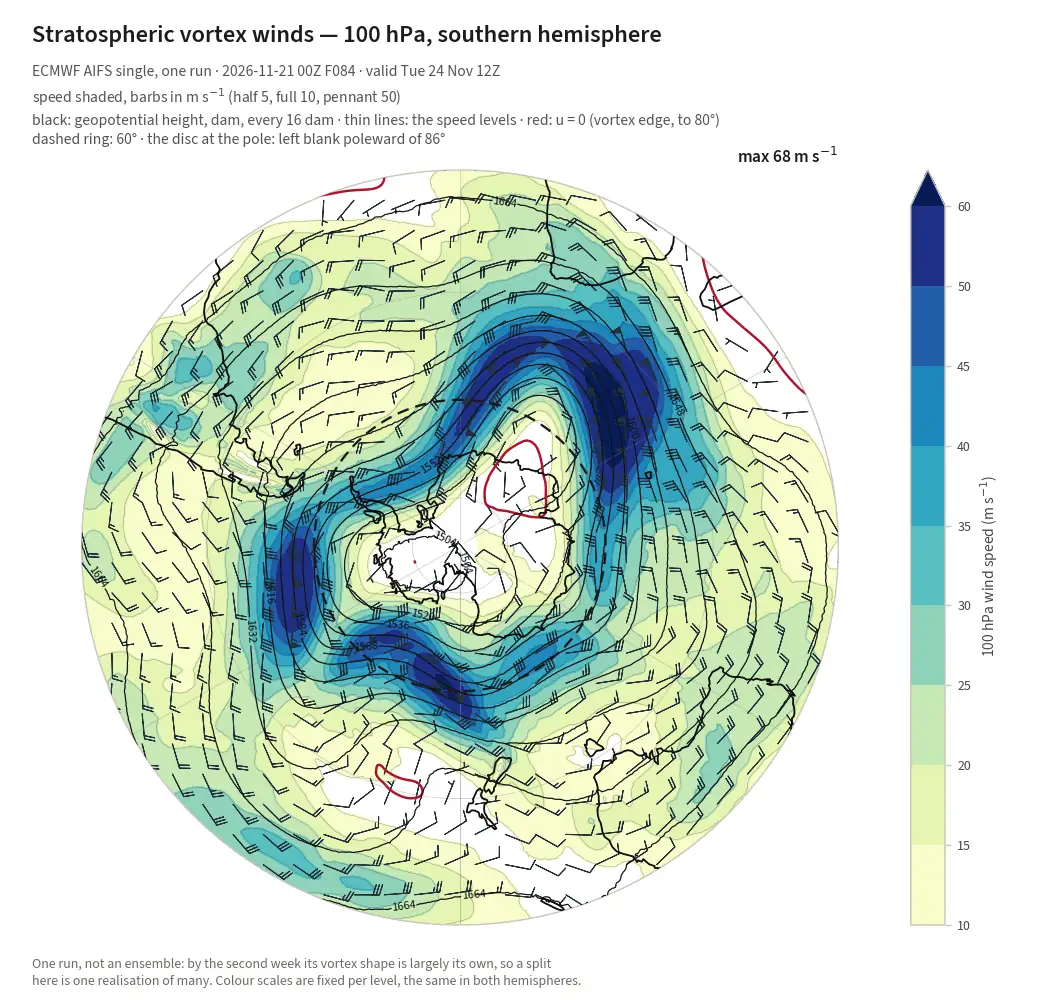 Stratospheric vortex winds — 100 hPa, southern hemisphere
ECMWF AIFS single, one run · 2026-11-21 00Z F084 · valid Tue 24 Nov 12Z
speed shaded, barbs in m s⁻¹ (half 5, full 10, pennant 50)
black: geopotential height, dam, every 16 dam · thin lines: the speed levels · red: u = 0 (vortex edge, to 80°)
dashed ring: 60° · the disc at the pole: left blank poleward of 86°
max 68 m s⁻¹
1664
60
50
45
40
35
30
25
20
15
10
100 hPa wind speed (m s⁻¹)
1648
1600
1504
1616
1632
1536
1664
1664
One run, not an ensemble: by the second week its vortex shape is largely its own, so a split
here is one realisation of many. Colour scales are fixed per level, the same in both hemispheres.